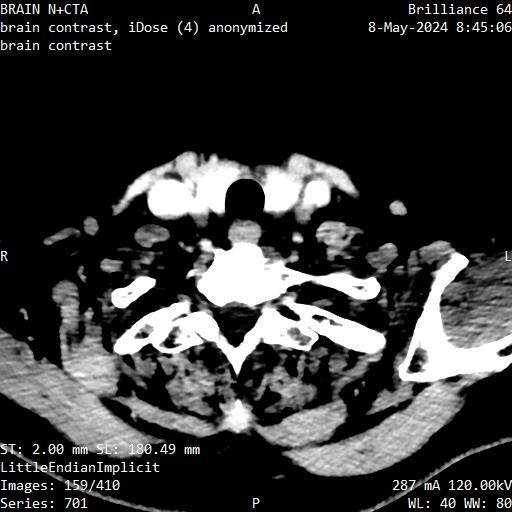 BRAIN N+CTA
A
Brilliance 64
brain contrast, iDose (4) anonymized
8-May-2024 8:45:06
brain contrast
R
L
ST: 2.00 mm SL: 180.49 mm
LittleEndianImplicit
Images: 159/410
287 mA 120.00kV
Series: 701
P
WL: 40 WW: 80